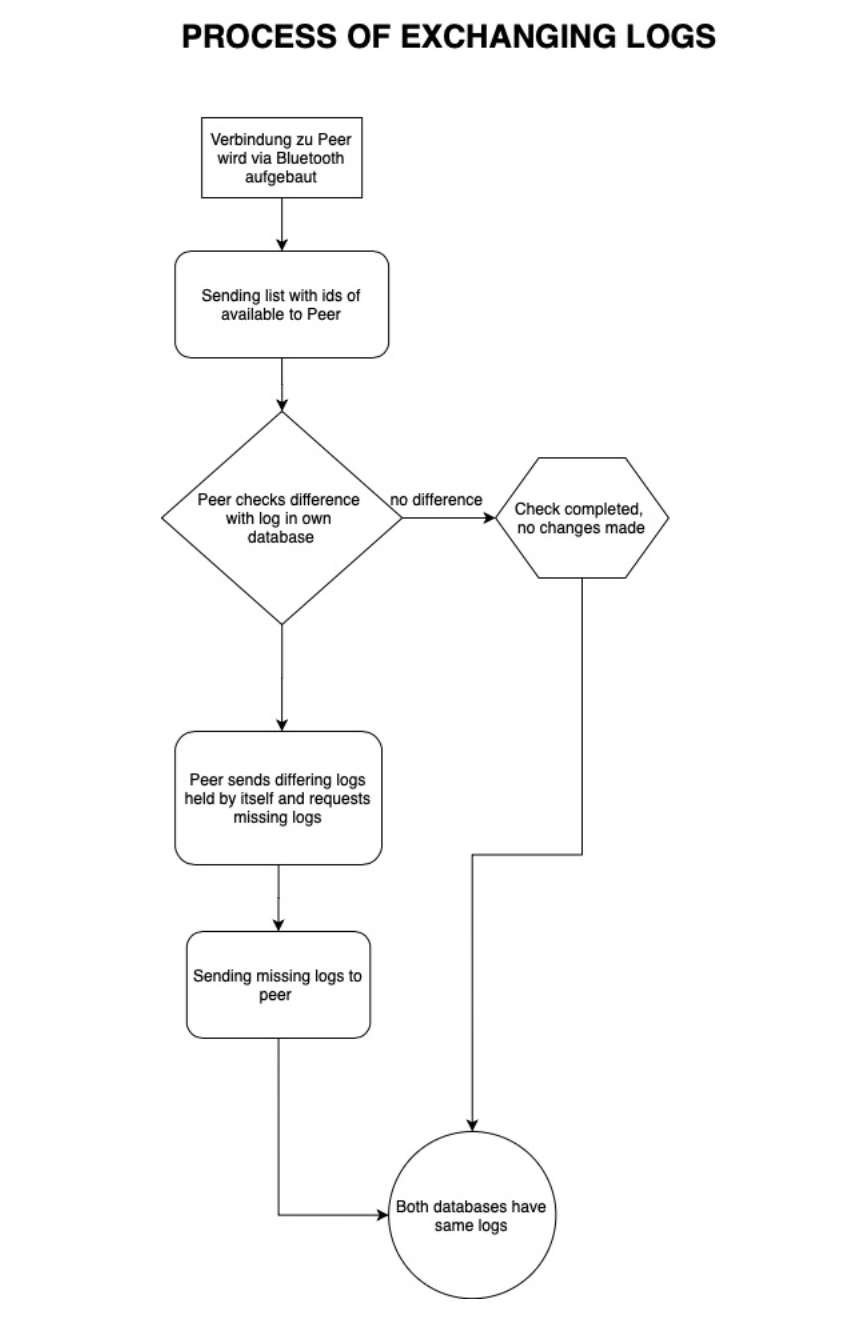 PROCESS OF EXCHANGING LOGS
Verbindung zu Peer
wird via Bluetooth
aufgebaut
Sending list with ids of
available to Peer
Peer checks difference
with log in own
database
no difference
Check completed,
no changes made
Peer sends differing logs
held by itself and requests
missing logs
Sending missing logs to
peer
Both databases have
same logs